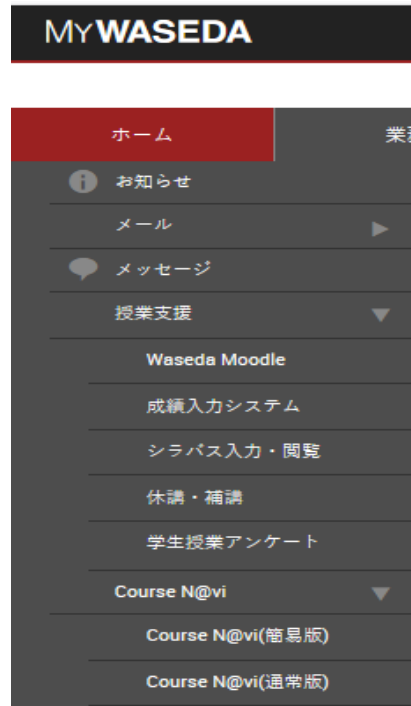 MYWASEDA
ホーム
お知らせ
メール
メッセージ
授業支援
Waseda Moodle
成績入力システム
シラバス入力・閲覧
休講・補講
学生授業アンケート
Course N@vi
Course N@vi(簡易版)
Course N@vi(通常版)